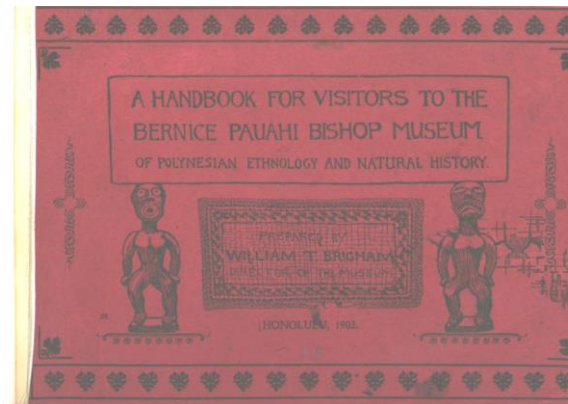 A HANDBOOK FOR VISITORS TO THE
BERNICE PAUAHI BISHOP MUSEUM
OF POLYNESIAN ETHNOLOGY AND NATURAL HISTORY.
PREPARED BY
WILLIAM T. BRIGHAM
DIRECTOR OF THE MUSEUM
HONOLULU, 1903.